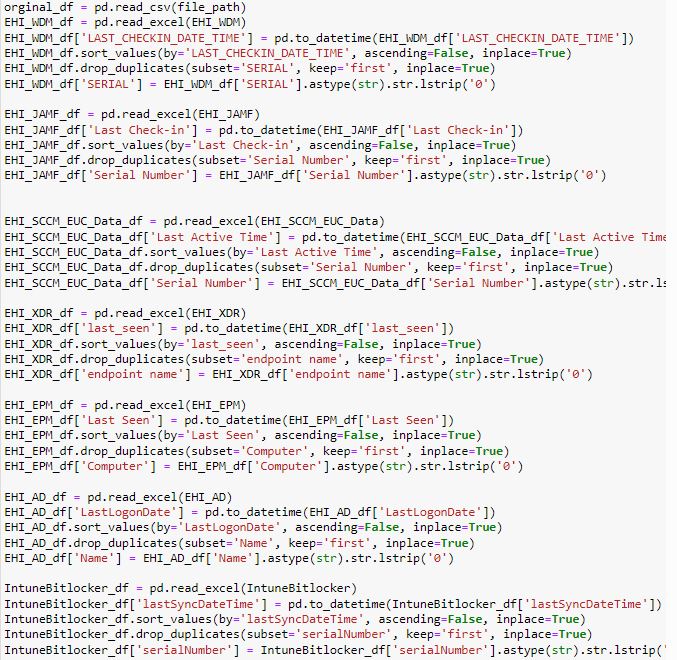 orginal_df = pd.read_csv(file_path)
EHI_WDM_df = pd.read_excel(EHI_WDM)
EHI_WDM_df['LAST_CHECKIN_DATE_TIME'] = pd.to_datetime(EHI_WDM_df['LAST_CHECKIN_DATE_TIME'])
EHI_WDM_df.sort_values(by='LAST_CHECKIN_DATE_TIME', ascending=False, inplace=True)
EHI_WDM_df.drop_duplicates(subset='SERIAL', keep='first', inplace=True)
EHI_WDM_df['SERIAL'] = EHI_WDM_df['SERIAL'].astype(str).str.lstrip('0')
EHI_JAMF_df = pd.read_excel(EHI_JAMF)
EHI_JAMF_df['Last Check-in'] = pd.to_datetime(EHI_JAMF_df['Last Check-in'])
EHI_JAMF_df.sort_values(by='Last Check-in', ascending=False, inplace=True)
EHI_JAMF_df.drop_duplicates(subset='Serial Number', keep='first', inplace=True)
EHI_JAMF_df['Serial Number'] = EHI_JAMF_df['Serial Number'].astype(str).str.lstrip('0')
EHI_SCCM_EUC_Data_df = pd.read_excel(EHI_SCCM_EUC_Data)
EHI_SCCM_EUC_Data_df['Last Active Time'] = pd.to_datetime(EHI_SCCM_EUC_Data_df['Last Active Time
EHI_SCCM_EUC_Data_df.sort_values(by='Last Active Time', ascending=False, inplace=True)
EHI_SCCM_EUC_Data_df.drop_duplicates(subset='Serial Number', keep='first', inplace=True)
EHI_SCCM_EUC_Data_df['Serial Number'] = EHI_SCCM_EUC_Data_df['Serial Number'].astype(str).str.ls
EHI_XDR_df = pd.read_excel(EHI_XDR)
EHI_XDR_df['last_seen'] = pd.to_datetime(EHI_XDR_df['last_seen'])
EHI_XDR_df.sort_values(by='last_seen', ascending=False, inplace=True)
EHI_XDR_df.drop_duplicates(subset='endpoint name', keep='first', inplace=True)
EHI_XDR_df['endpoint name'] = EHI_XDR_df['endpoint name'].astype(str).str.lstrip('0')
EHI_EPM_df = pd.read_excel(EHI_EPM)
EHI_EPM_df['Last Seen'] = pd.to_datetime(EHI_EPM_df['Last Seen'])
EHI_EPM_df.sort_values(by='Last Seen', ascending=False, inplace=True)
EHI_EPM_df.drop_duplicates(subset='Computer', keep='first', inplace=True)
EHI_EPM_df['Computer'] = EHI_EPM_df['Computer'].astype(str).str.lstrip('0')
EHI_AD_df = pd.read_excel(EHI_AD)
EHI_AD_df['LastLogonDate'] = pd.to_datetime(EHI_AD_df['LastLogonDate'])
EHI_AD_df.sort_values(by='LastLogonDate', ascending=False, inplace=True)
EHI_AD_df.drop_duplicates(subset='Name', keep='first', inplace=True)
EHI_AD_df['Name'] = EHI_AD_df['Name'].astype(str).str.lstrip('0')
IntuneBitlocker_df = pd.read_excel(IntuneBitlocker)
IntuneBitlocker_df['lastSyncDateTime'] = pd.to_datetime(IntuneBitlocker_df['lastSyncDateTime'])
IntuneBitlocker_df.sort_values(by='lastSyncDateTime', ascending=False, inplace=True)
IntuneBitlocker_df.drop_duplicates(subset='serialNumber', keep='first', inplace=True)
IntuneBitlocker_df['serialNumber'] = IntuneBitlocker_df['serialNumber'].astype(str).str.lstrip('